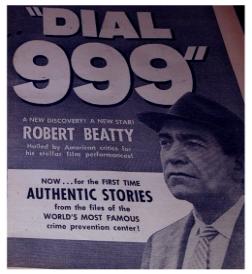 "DIAL
999"
A NEW DISCOVERY! A NEW STAR!
ROBERT BEATTY
Hailed by American critics for
his stellar film performances!
NOW...for the FIRST TIME
AUTHENTIC STORIES
from the files of the
WORLD'S MOST FAMOUS
crime prevention center!